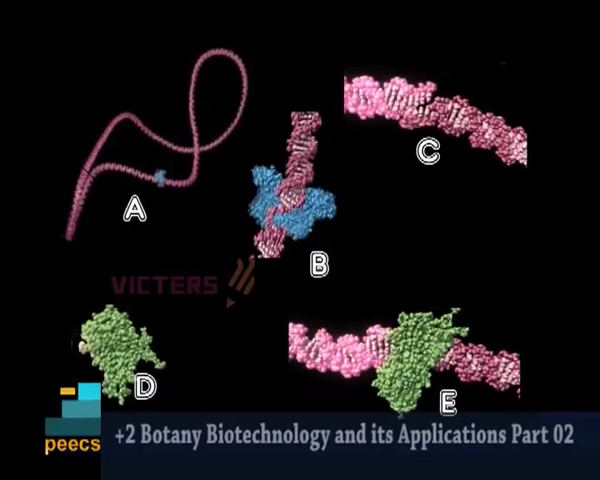 A
B
C
VICTERS
D
E
peecs
+2 Botany Biotechnology and its Applications Part 02